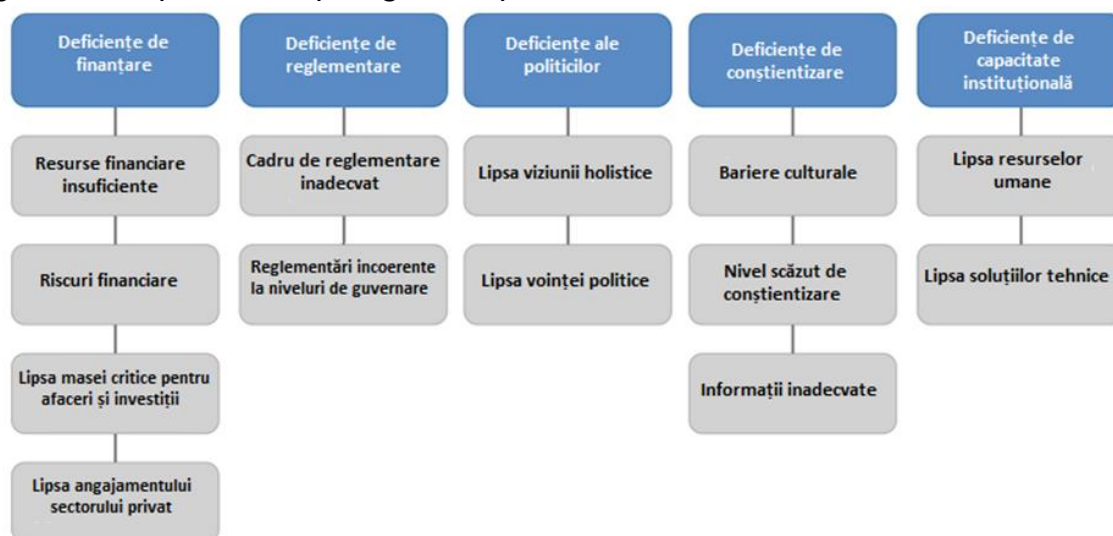 Deficiențe de
finanțare
Resurse financiare
insuficiente
Riscuri financiare
Lipsa masei critice pentru
afaceri și investiții
Lipsa angajamentului
sectorului privat
Deficiențe de
reglementare
Cadru de reglementare
inadecvat
Reglementări incoerente
la niveluri de guvernare
Deficiențe ale
politicilor
Lipsa viziunii holistice
Lipsa voinței politice
Deficiențe de
conștientizare
Bariere culturale
Nivel scăzut de
conștientizare
Informații inadecvate
Deficiențe de
capacitate
instituțională
Lipsa resurselor
umane
Lipsa soluțiilor tehnice